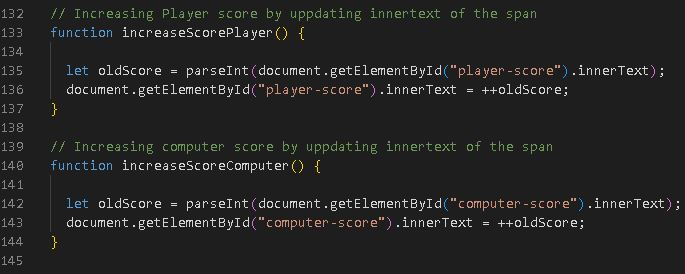 132 // Increasing Player score by uppdating innertext of the span
133 function increaseScorePlayer() {
134
135 let oldScore = parseInt(document.getElementById("player-score").innerText);
136 document.getElementById("player-score").innerText = ++oldScore;
137 }
138
139 // Increasing computer score by uppdating innertext of the span
140 function increaseScoreComputer() {
141
142 let oldScore = parseInt(document.getElementById("computer-score").innerText);
143 document.getElementById("computer-score").innerText = ++oldScore;
144 }
145